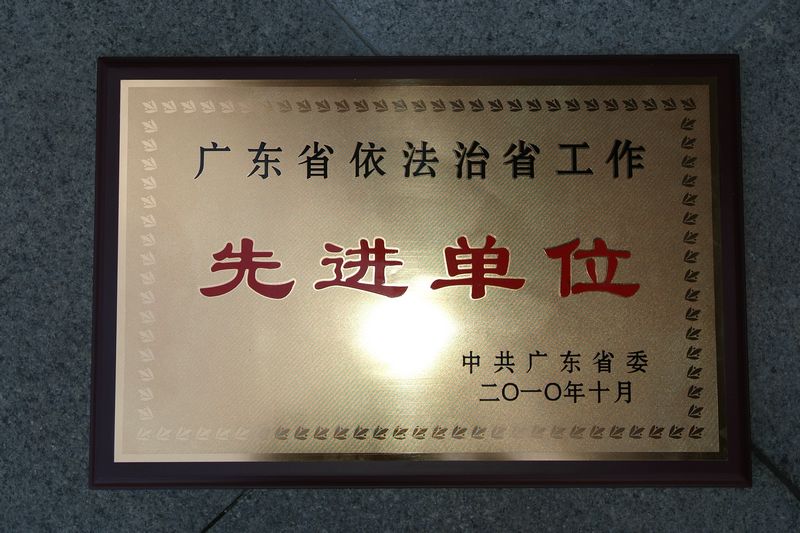 广东省依法治省工作
先进单位
中共广东省委
二〇一〇年十月